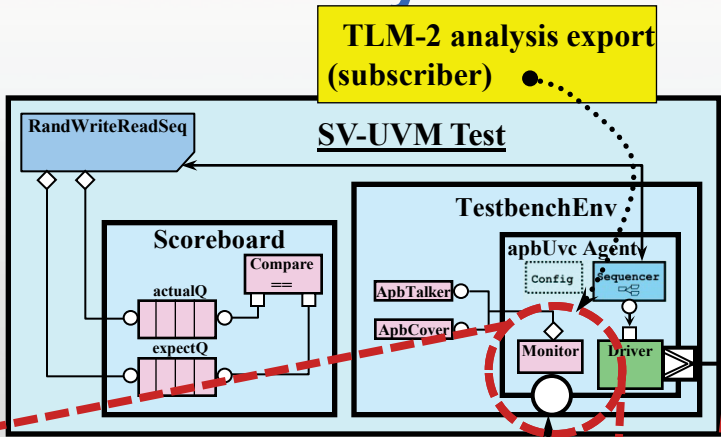 TLM-2 analysis export
(subscriber)
RandWriteReadSeq
SV-UVM Test
TestbenchEnv
Scoreboard
apbUvc Agent
Compare
==
Config
Sequencer
actualQ
ApbTalker
ApbCover
expectQ
Monitor
Driver